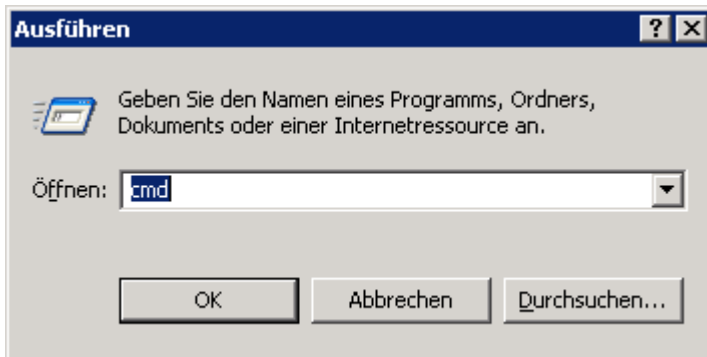 Ausführen
Geben Sie den Namen eines Programms, Ordners,
Dokuments oder einer Internetressource an.
Öffnen: cmd
OK Abbrechen Durchsuchen...